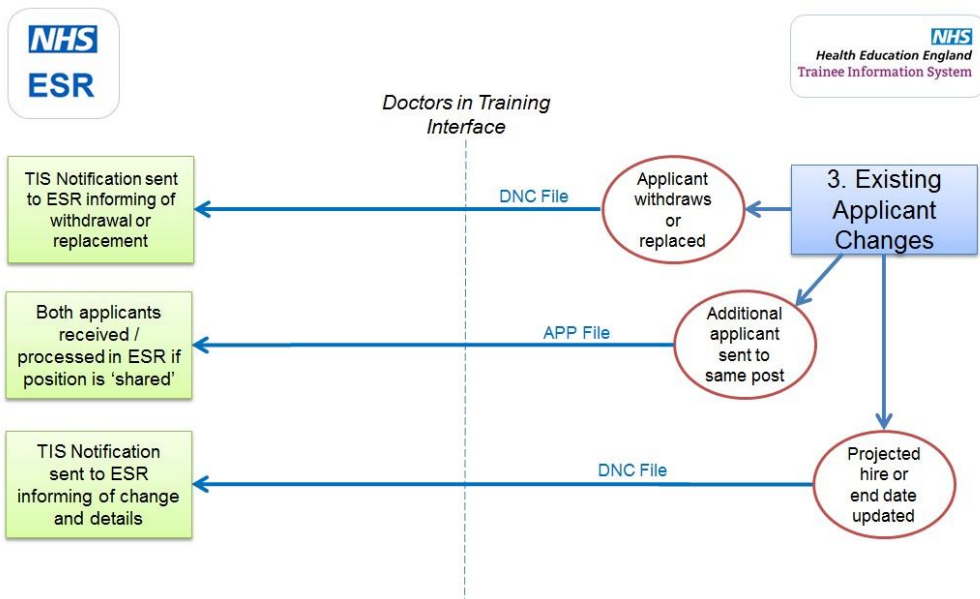 NHS
ESR
NHS
Health Education England
Trainee Information System
Doctors in Training
Interface
TIS Notification sent
to ESR informing of
withdrawal or
replacement
DNC File
Applicant
withdraws
or
replaced
3. Existing
Applicant
Changes
Both applicants
received /
processed in ESR if
position is ‘shared’
APP File
Additional
applicant
sent to
same post
TIS Notification
sent to ESR
informing of change
and details
DNC File
Projected
hire or
end date
updated